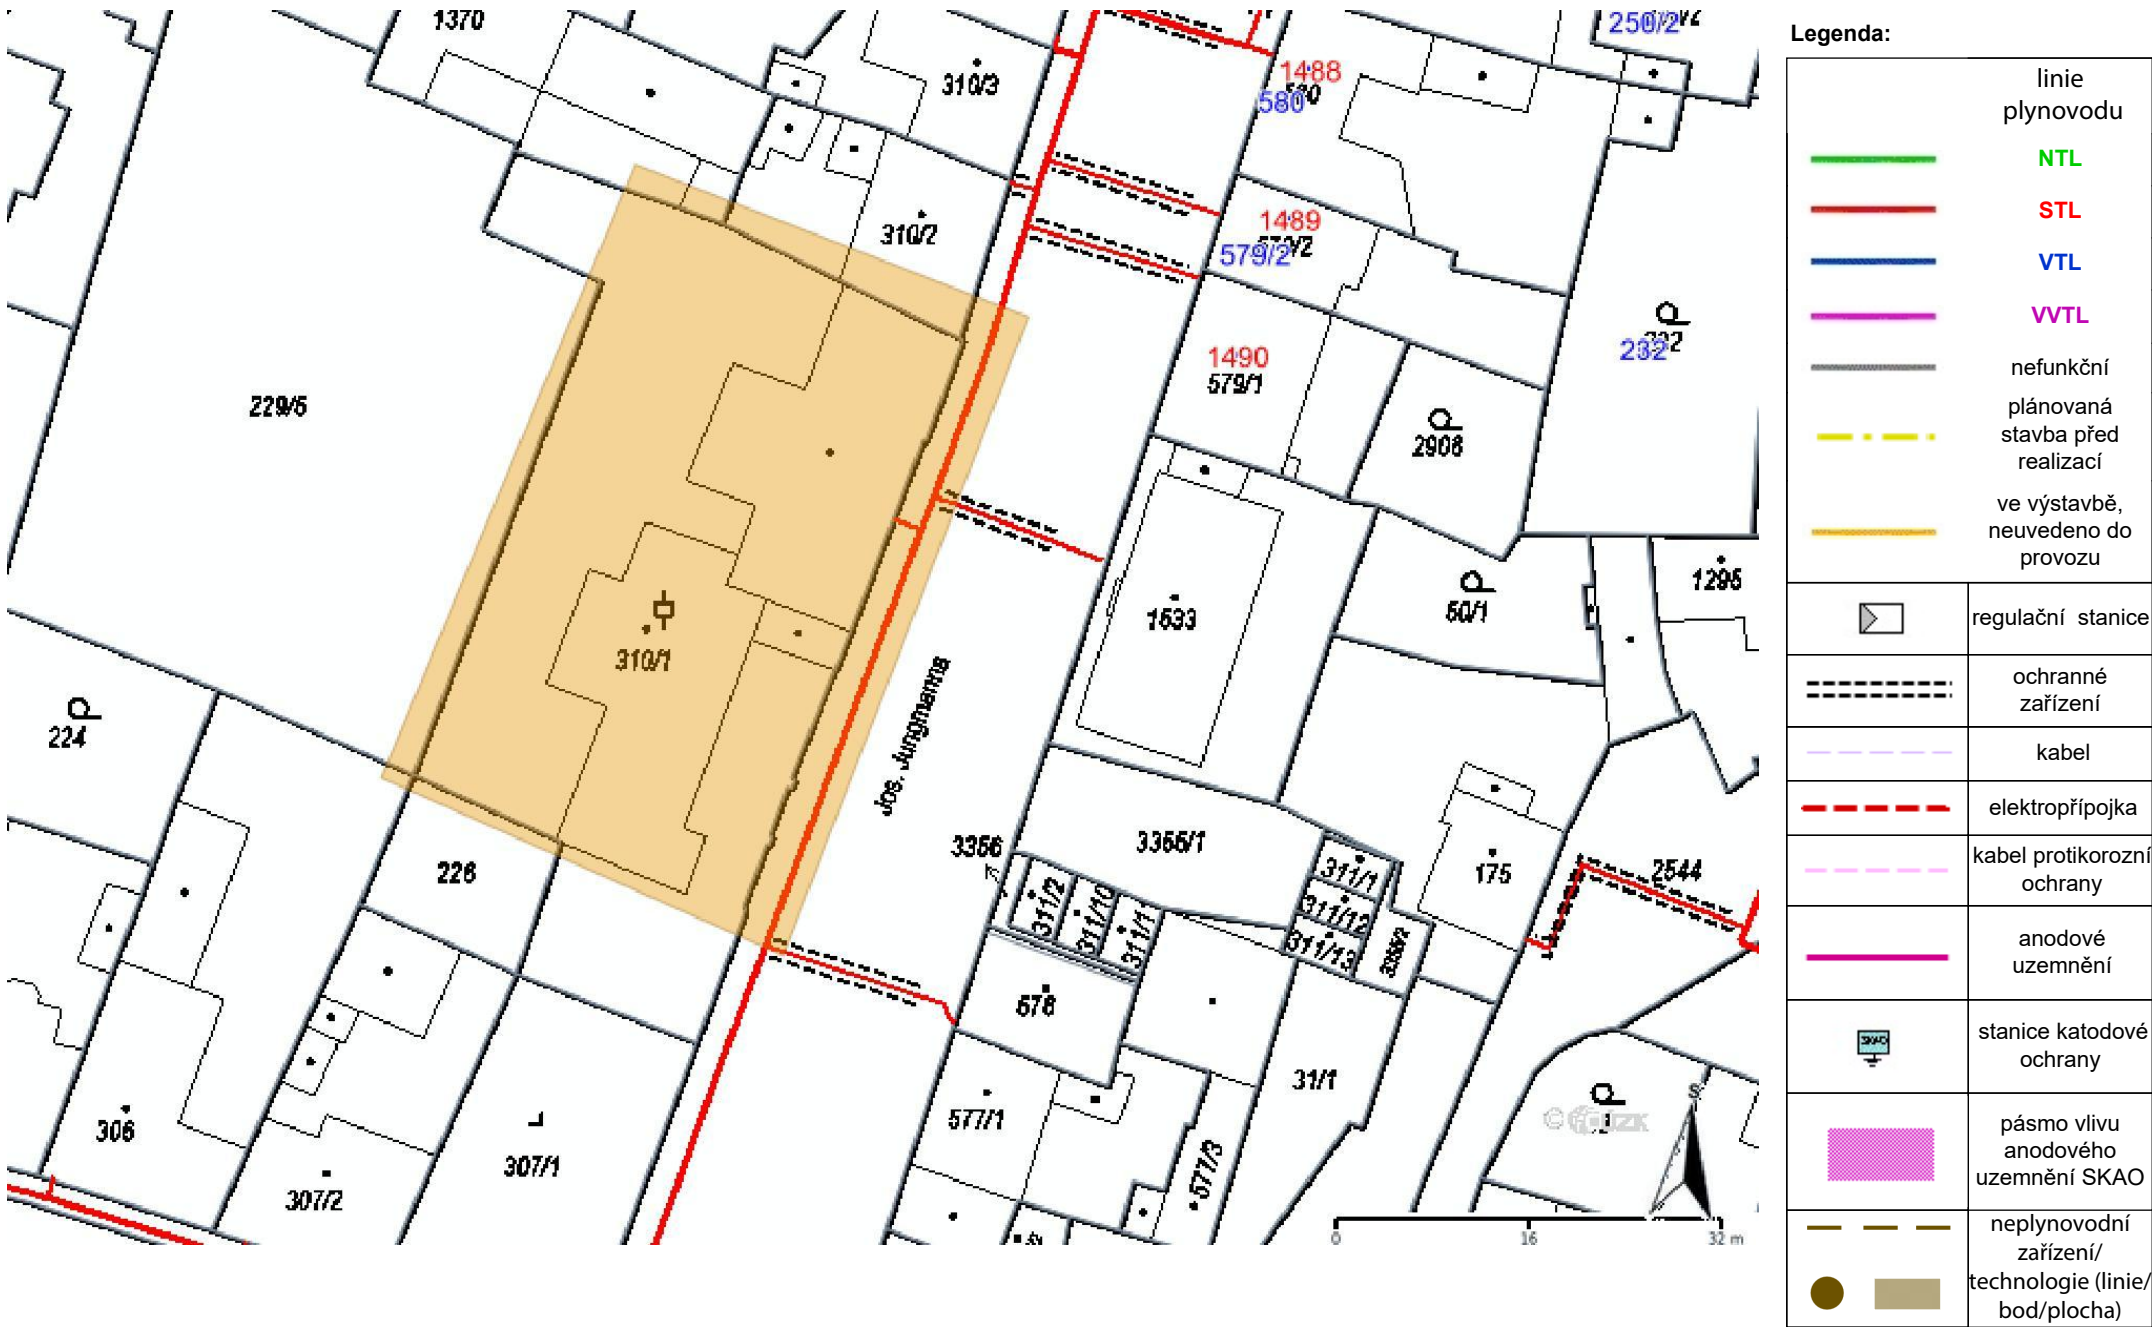 1370
310/3
250/2
1488
580
310/2
1489
579/2
1490
579/1
232
229/5
2908
1295
1533
50/1
310/1
Jos. Jungmanna
224
3356
3355/1
226
311/2
311/10
311/11
311/1
311/12
311/13
3355/2
175
2544
578
306
307/2
307/1
577/1
577/3
31/1
S
0
16
32 m
Legenda:
linie
plynovodu
NTL
STL
VTL
VVTL
nefunkční
plánovaná
stavba před
realizací
ve výstavbě,
neuvedeno do
provozu
regulační stanice
ochranné
zařízení
kabel
elektropřípojka
kabel protikorozní
ochrany
anodové
uzemnění
SKAO
stanice katodové
ochrany
pásmo vlivu
anodového
uzemnění SKAO
neplynovodní
zařízení/
technologie (linie/
bod/plocha)